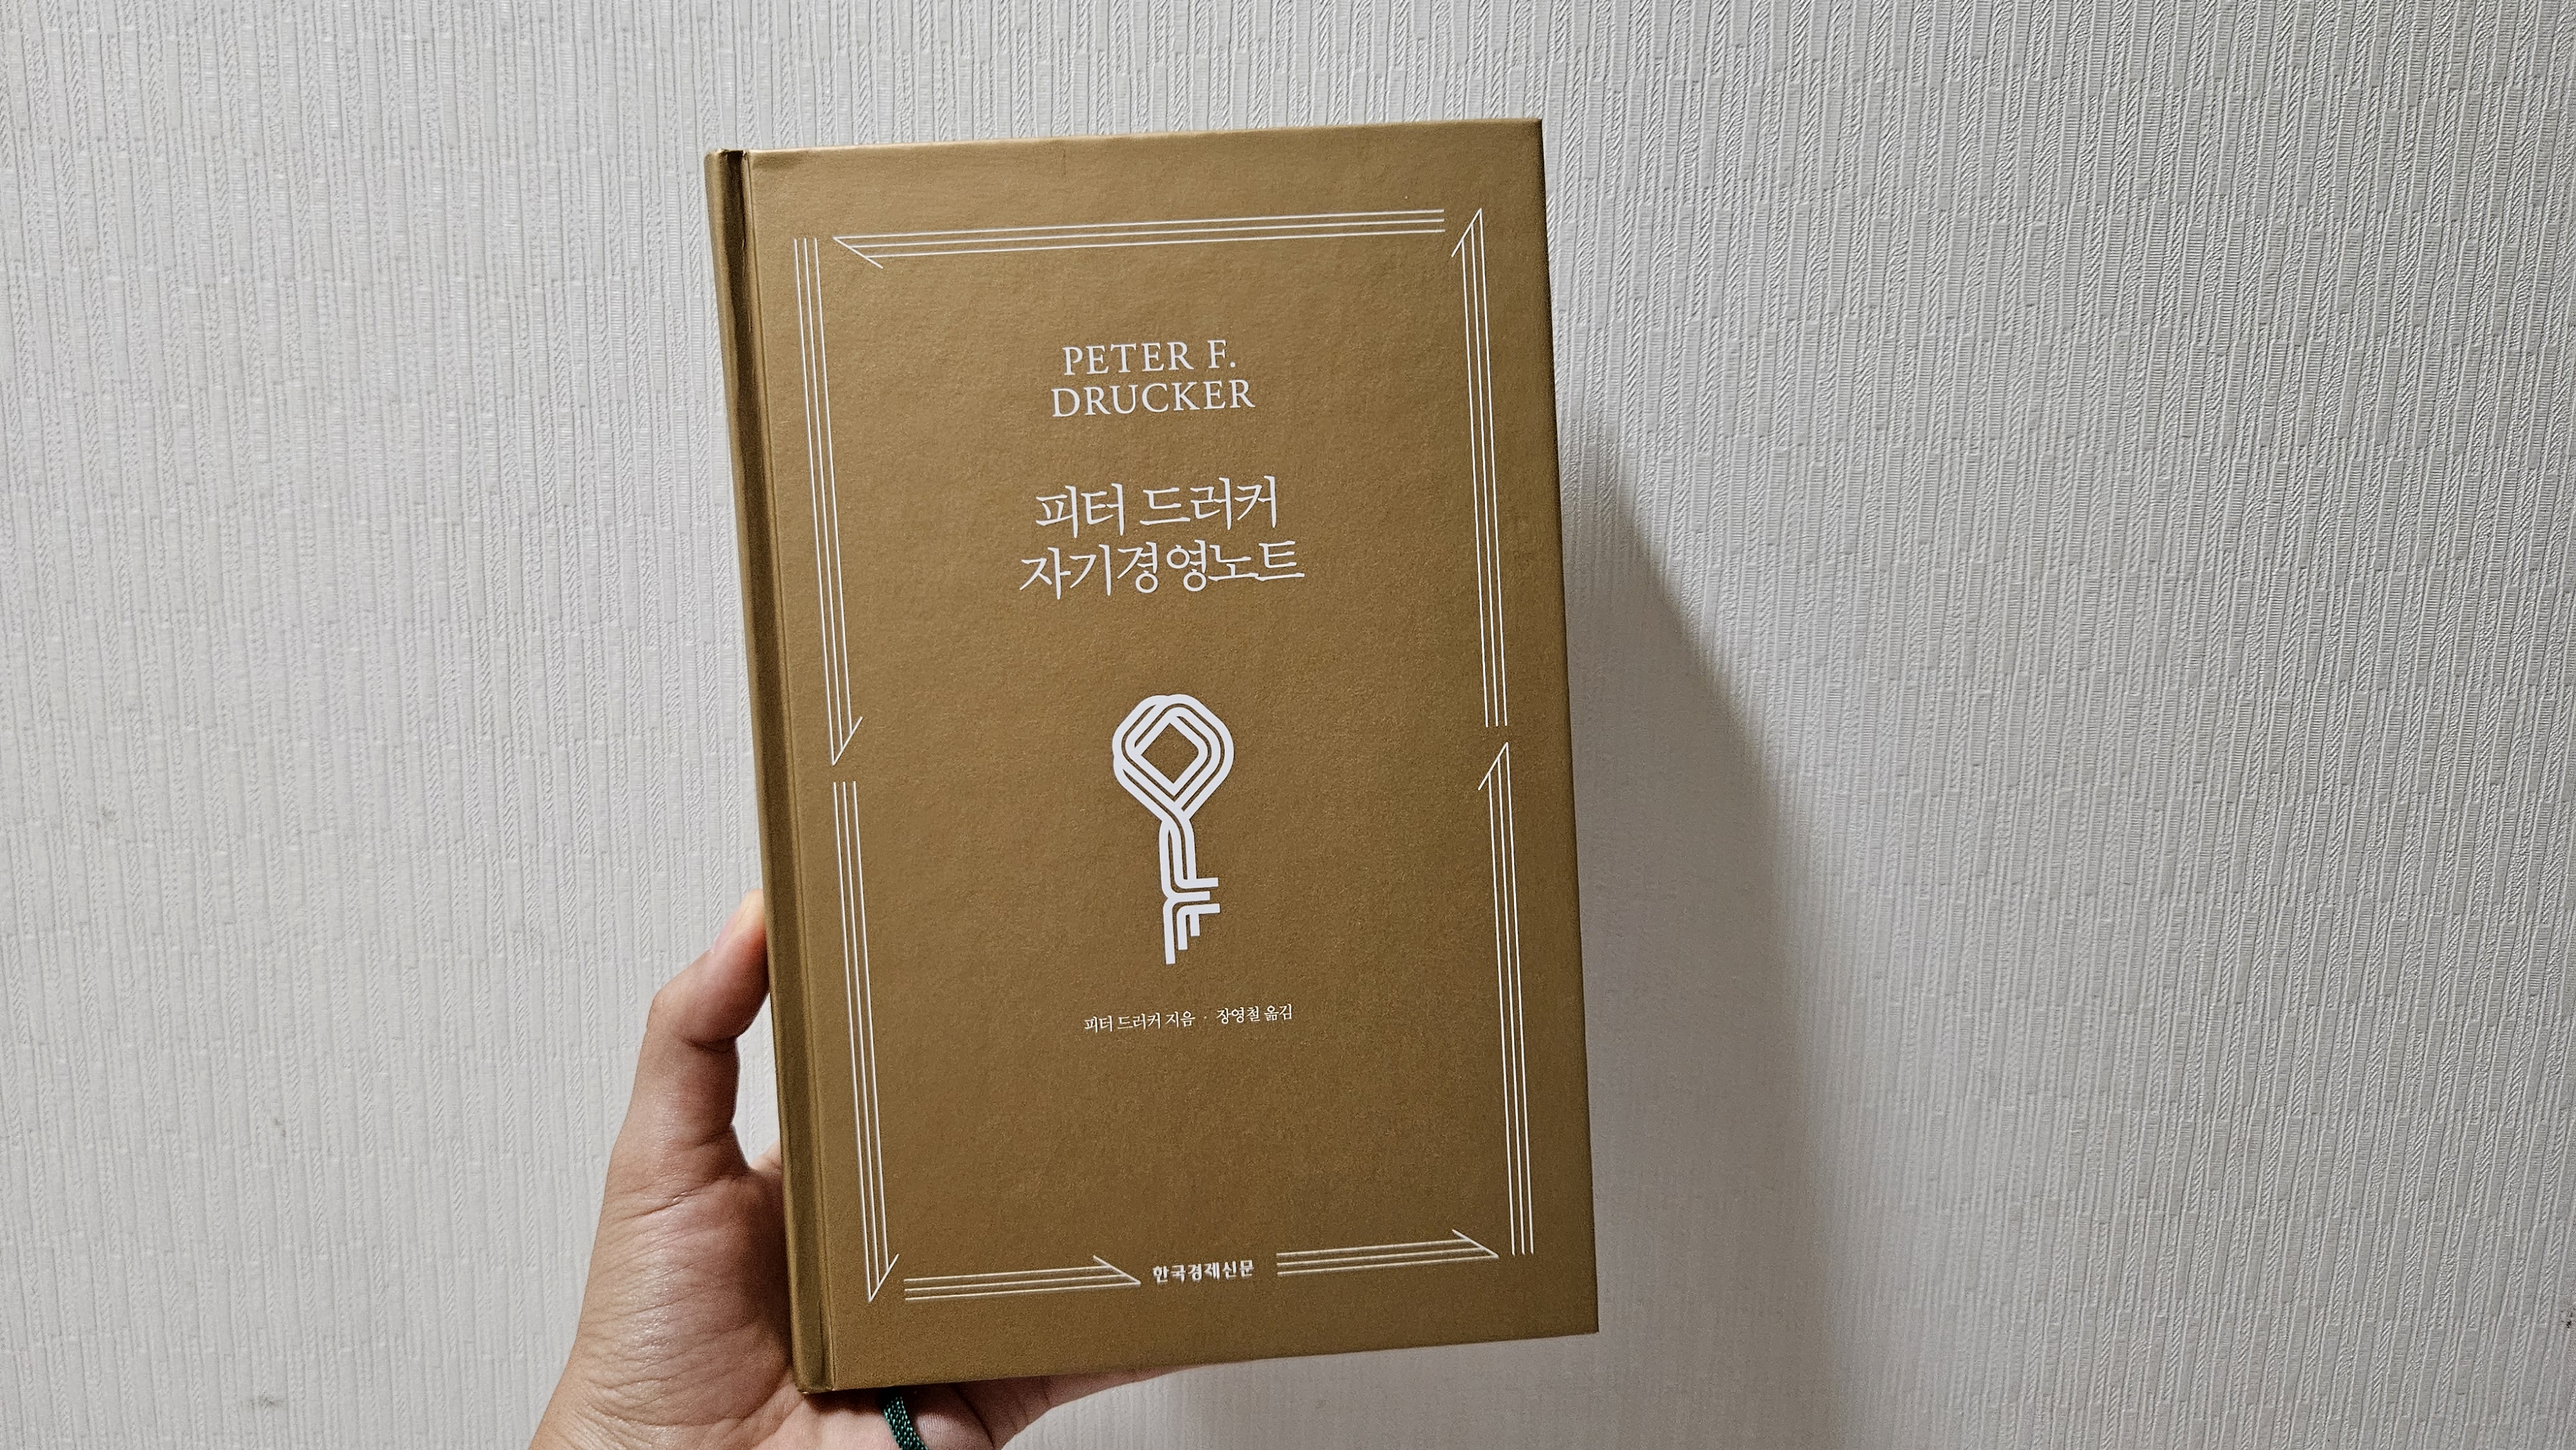 PETER F.
DRUCKER
피터 드러커
자기경영노트
피터 드러커 지음 · 장영철 옮김
한국경제신문